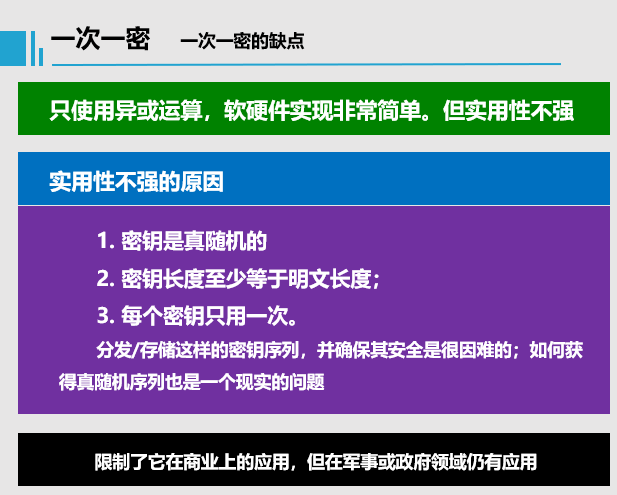 一次一密 一次一密的缺点
只使用异或运算，软硬件实现非常简单。但实用性不强
实用性不强的原因
1. 密钥是真随机的
2. 密钥长度至少等于明文长度；
3. 每个密钥只用一次。
分发/存储这样的密钥序列，并确保其安全是很困难的；如何获
得真随机序列也是一个现实的问题
限制了它在商业上的应用，但在军事或政府领域仍有应用